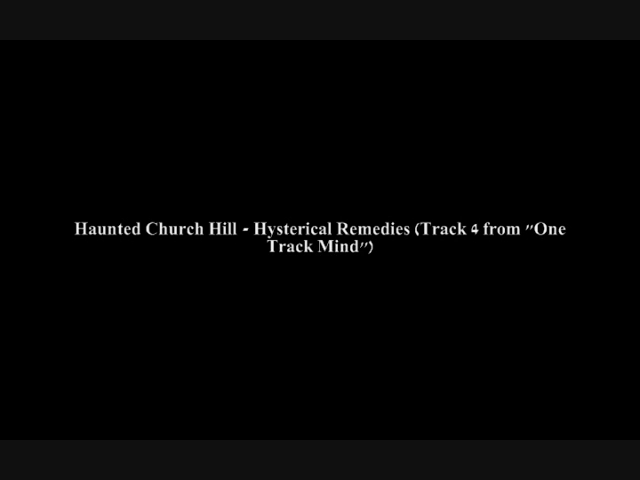 Haunted Church Hill - Hysterical Remedies (Track 4 from "One
Track Mind")